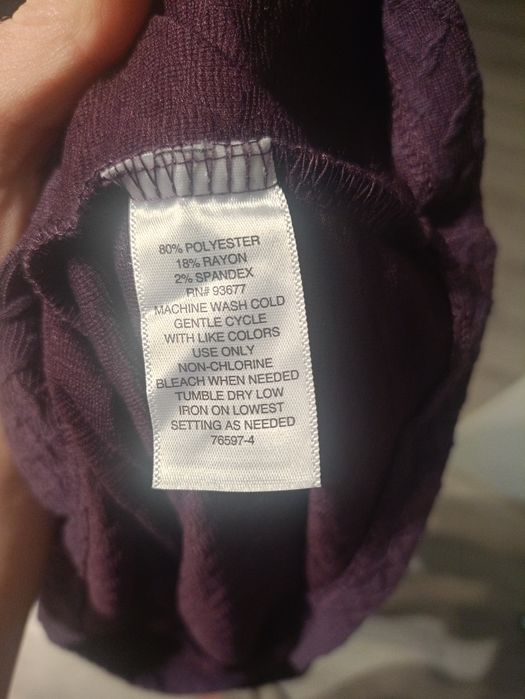 80% POLYESTER
18% RAYON
2% SPANDEX
RN# 93677
MACHINE WASH COLD
GENTLE CYCLE
WITH LIKE COLORS
USE ONLY
NON-CHLORINE
BLEACH WHEN NEEDED
TUMBLE DRY LOW
IRON ON LOWEST
SETTING AS NEEDED
76597-4